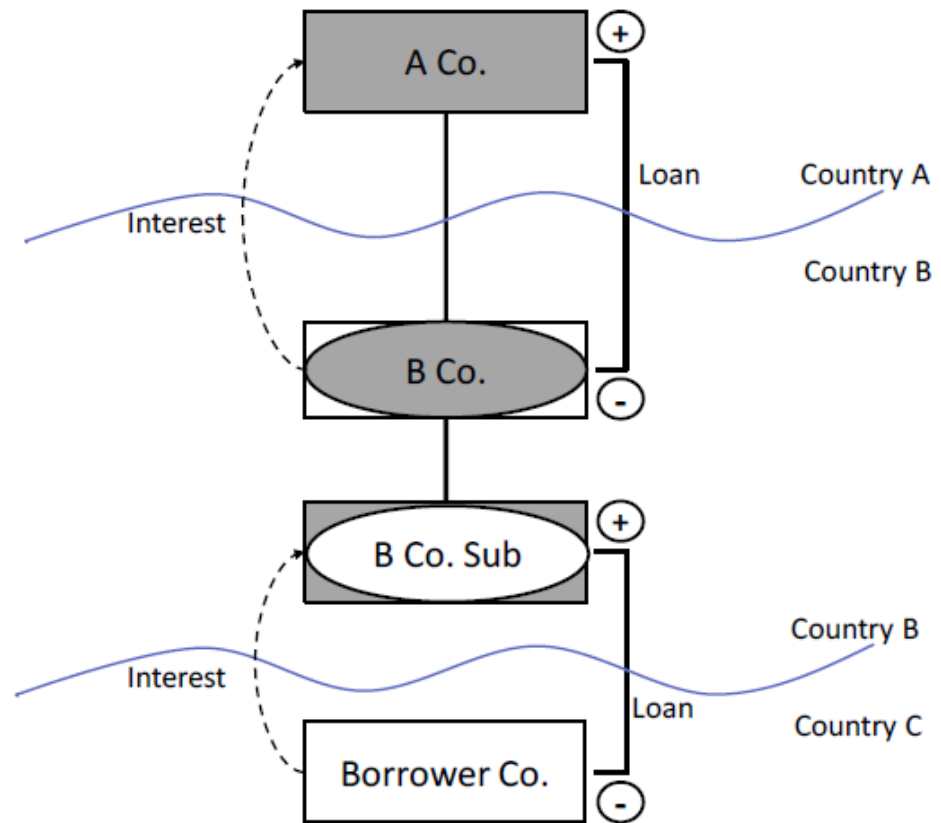 +
A Co.
Loan
Country A
Interest
Country B
B Co.
-
+
B Co. Sub
Country B
Interest
Loan
Country C
Borrower Co.
-